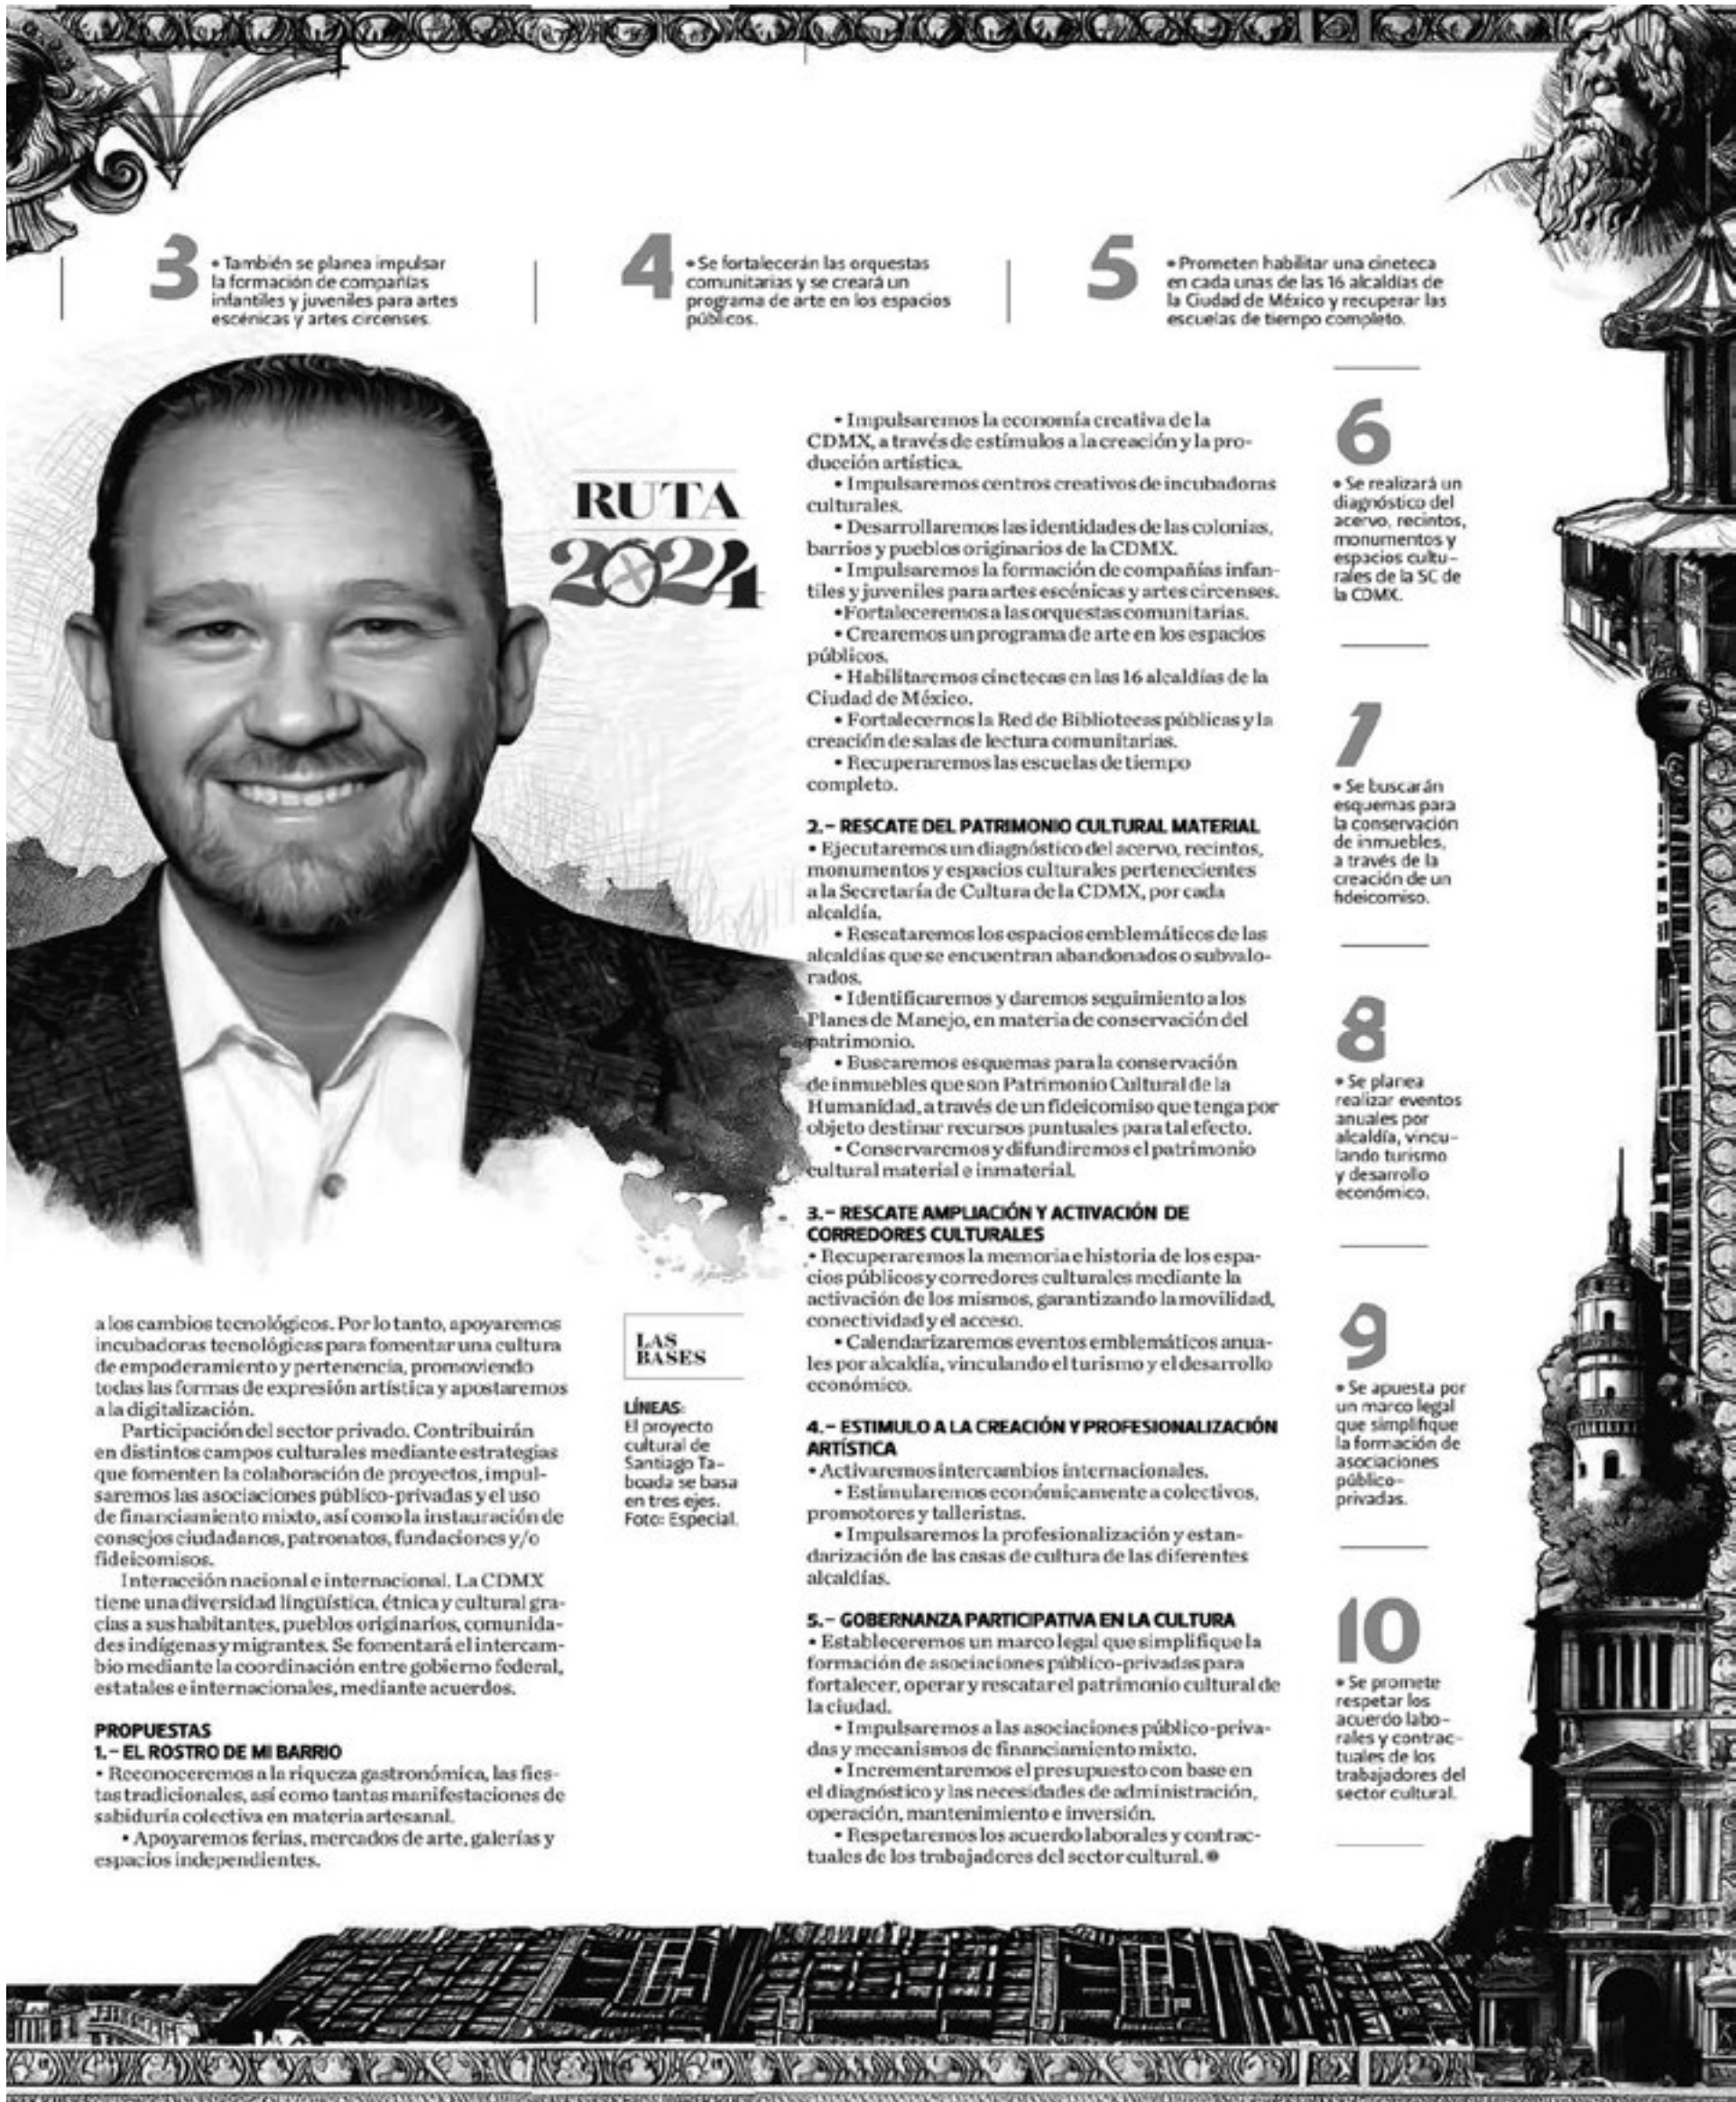 3
• También se planea impulsar
la formación de compañías
infantiles y juveniles para artes
escénicas y artes circenses.
4
• Se fortalecerán las orquestas
comunitarias y se creará un
programa de arte en los espacios
públicos.
5
• Prometen habilitar una cineteca
en cada unas de las 16 alcaldías de
la Ciudad de México y recuperar las
escuelas de tiempo completo.
RUTA
2024
a los cambios tecnológicos. Por lo tanto, apoyaremos
incubadoras tecnológicas para fomentar una cultura
de empoderamiento y pertenencia, promoviendo
todas las formas de expresión artística y apostaremos
a la digitalización.
Participación del sector privado. Contribuirán
en distintos campos culturales mediante estrategias
que fomenten la colaboración de proyectos, impul-
saremos las asociaciones público-privadas y el uso
de financiamiento mixto, así como la instauración de
consejos ciudadanos, patronatos, fundaciones y/o
fideicomisos.
Interacción nacional e internacional. La CDMX
tiene una diversidad lingüística, étnica y cultural gra-
cias a sus habitantes, pueblos originarios, comunida-
des indígenas y migrantes. Se fomentará el intercam-
bio mediante la coordinación entre gobierno federal,
estatales e internacionales, mediante acuerdos.
PROPUESTAS
1.- EL ROSTRO DE MI BARRIO
• Reconoceremos a la riqueza gastronómica, las fies-
tas tradicionales, así como tantas manifestaciones de
sabiduría colectiva en materia artesanal.
• Apoyaremos ferias, mercados de arte, galerías y
espacios independientes.
LAS
BASES
LÍNEAS:
El proyecto
cultural de
Santiago Ta-
boada se basa
en tres ejes.
Foto: Especial.
• Impulsaremos la economía creativa de la
CDMX, a través de estímulos a la creación y la pro-
ducción artística.
• Impulsaremos centros creativos de incubadoras
culturales.
• Desarrollaremos las identidades de las colonias,
barrios y pueblos originarios de la CDMX.
• Impulsaremos la formación de compañías infan-
tiles y juveniles para artes escénicas y artes circenses.
• Fortaleceremos a las orquestas comunitarias.
• Crearemos un programa de arte en los espacios
públicos.
• Habilitaremos cinetecas en las 16 alcaldías de la
Ciudad de México.
• Fortalecernos la Red de Bibliotecas públicas y la
creación de salas de lectura comunitarias.
• Recuperaremos las escuelas de tiempo
completo.
2.- RESCATE DEL PATRIMONIO CULTURAL MATERIAL
• Ejecutaremos un diagnóstico del acervo, recintos,
monumentos y espacios culturales pertenecientes
a la Secretaría de Cultura de la CDMX, por cada
alcaldía.
• Rescataremos los espacios emblemáticos de las
alcaldías que se encuentran abandonados o subvalo-
rados.
• Identificaremos y daremos seguimiento a los
Planes de Manejo, en materia de conservación del
patrimonio.
• Buscaremos esquemas para la conservación
de inmuebles que son Patrimonio Cultural de la
Humanidad, a través de un fideicomiso que tenga por
objeto destinar recursos puntuales para tal efecto.
• Conservaremos y difundiremos el patrimonio
cultural material e inmaterial.
3.- RESCATE AMPLIACIÓN Y ACTIVACIÓN DE
CORREDORES CULTURALES
• Recuperaremos la memoria e historia de los espa-
cios públicos y corredores culturales mediante la
activación de los mismos, garantizando la movilidad,
conectividad y el acceso.
• Calendarizaremos eventos emblemáticos anua-
les por alcaldía, vinculando el turismo y el desarrollo
económico.
4.- ESTIMULO A LA CREACIÓN Y PROFESIONALIZACIÓN
ARTÍSTICA
• Activaremos intercambios internacionales.
• Estimularemos económicamente a colectivos,
promotores y talleristas.
• Impulsaremos la profesionalización y estan-
darización de las casas de cultura de las diferentes
alcaldías.
5.- GOBERNANZA PARTICIPATIVA EN LA CULTURA
• Estableceremos un marco legal que simplifique la
formación de asociaciones público-privadas para
fortalecer, operar y rescatar el patrimonio cultural de
la ciudad.
• Impulsaremos a las asociaciones público-priva-
das y mecanismos de financiamiento mixto.
• Incrementaremos el presupuesto con base en
el diagnóstico y las necesidades de administración,
operación, mantenimiento e inversión.
• Respetaremos los acuerdo laborales y contrac-
tuales de los trabajadores del sector cultural.
6
• Se realizará un
diagnóstico del
acervo, recintos,
monumentos y
espacios cultu-
rales de la SC de
la CDMX.
7
• Se buscarán
esquemas para
la conservación
de inmuebles,
a través de la
creación de un
fideicomiso.
8
• Se planea
realizar eventos
anuales por
alcaldía, vincu-
lando turismo
y desarrollo
económico.
9
• Se apuesta por
un marco legal
que simplifique
la formación de
asociaciones
público-
privadas.
10
• Se promete
respetar los
acuerdo labo-
rales y contrac-
tuales de los
trabajadores del
sector cultural.